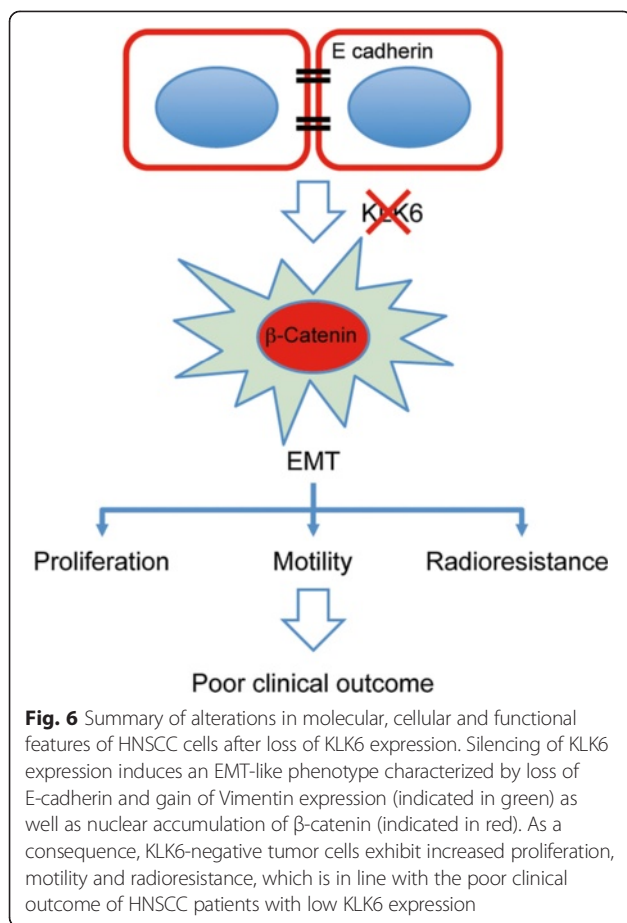 E cadherin
KLK6
β-Catenin
EMT
Proliferation Motility Radioresistance
Poor clinical outcome
Fig. 6 Summary of alterations in molecular, cellular and functional
features of HNSCC cells after loss of KLK6 expression. Silencing of KLK6
expression induces an EMT-like phenotype characterized by loss of
E-cadherin and gain of Vimentin expression (indicated in green) as
well as nuclear accumulation of β-catenin (indicated in red). As a
consequence, KLK6-negative tumor cells exhibit increased proliferation,
motility and radioresistance, which is in line with the poor clinical
outcome of HNSCC patients with low KLK6 expression